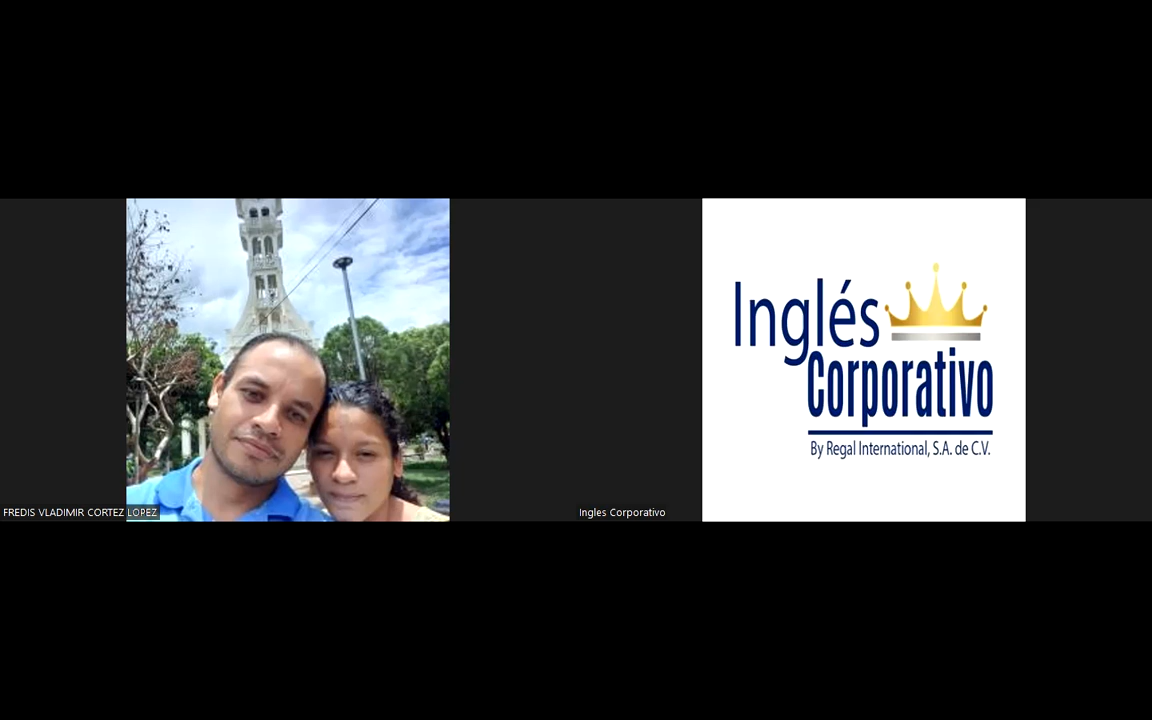 Inglés
Corporativo
By Regal International, S.A. de C.V.
FREDIS VLADIMIR CORTEZ LOPEZ
Ingles Corporativo